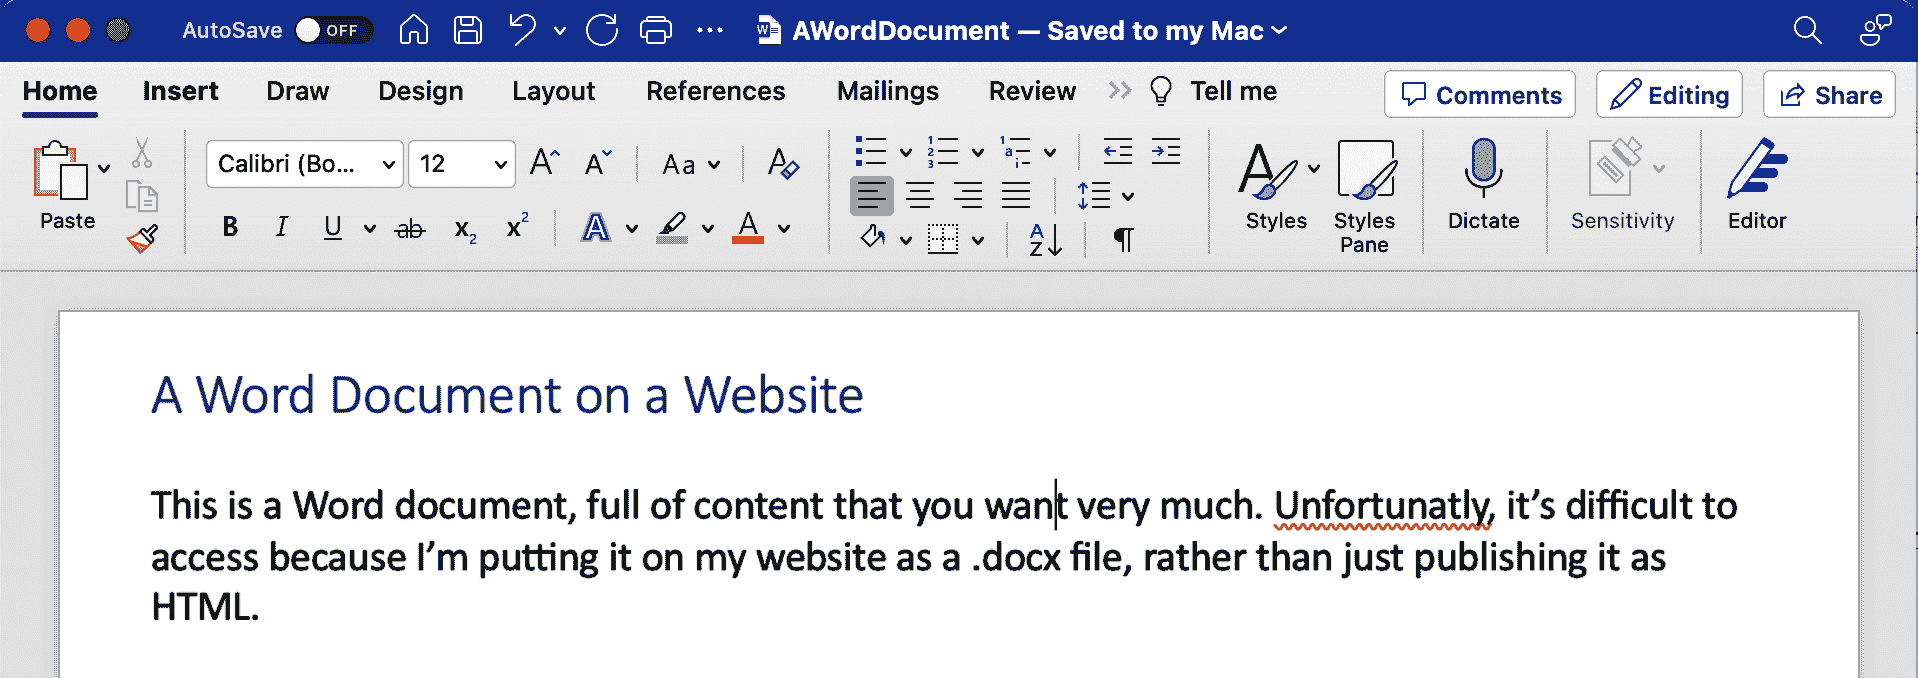 AutoSave OFF AWordDocument — Saved to my Mac
Home Insert Draw Design Layout References Mailings Review Tell me Comments Editing Share
Paste Calibri (Bo... 12 A A Aa A Styles Styles Pane Dictate Sensitivity Editor
B I U ab x2 x2 A A
A Word Document on a Website
This is a Word document, full of content that you want very much. Unfortunatly, it’s difficult to
access because I’m putting it on my website as a .docx file, rather than just publishing it as
HTML.